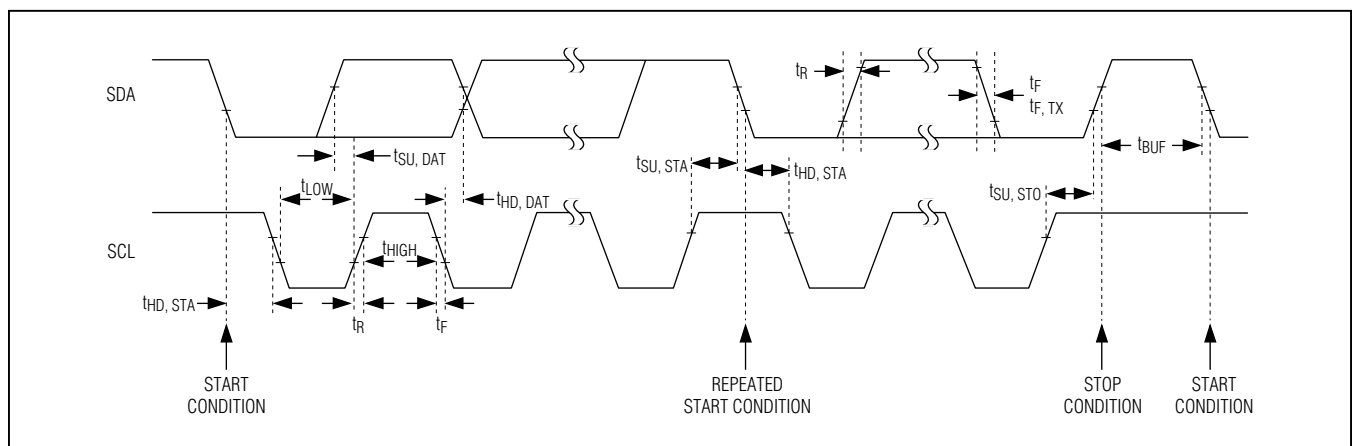 SDA
tR
tF
tF, TX
tSU, DAT
tSU, STA
tHD, STA
tBUF
tLOW
tHD, DAT
tSU, STO
SCL
tHIGH
tHD, STA
tR
tF
START
CONDITION
REPEATED
START CONDITION
STOP
CONDITION
START
CONDITION